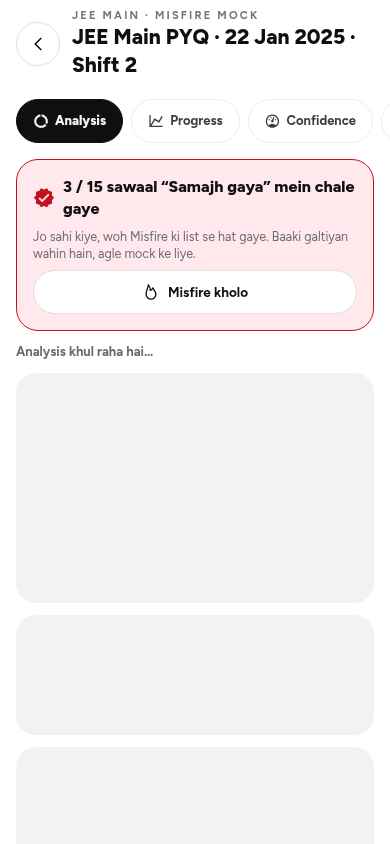 JEE MAIN · MISFIRE MOCK
JEE Main PYQ · 22 Jan 2025 ·
Shift 2
Analysis
Progress
Confidence
3 / 15 sawaal “Samajh gaya” mein chale
gaye
Jo sahi kiye, woh Misfire ki list se hat gaye. Baaki galtiyan
wahin hain, agle mock ke liye.
Misfire kholo
Analysis khul raha hai...